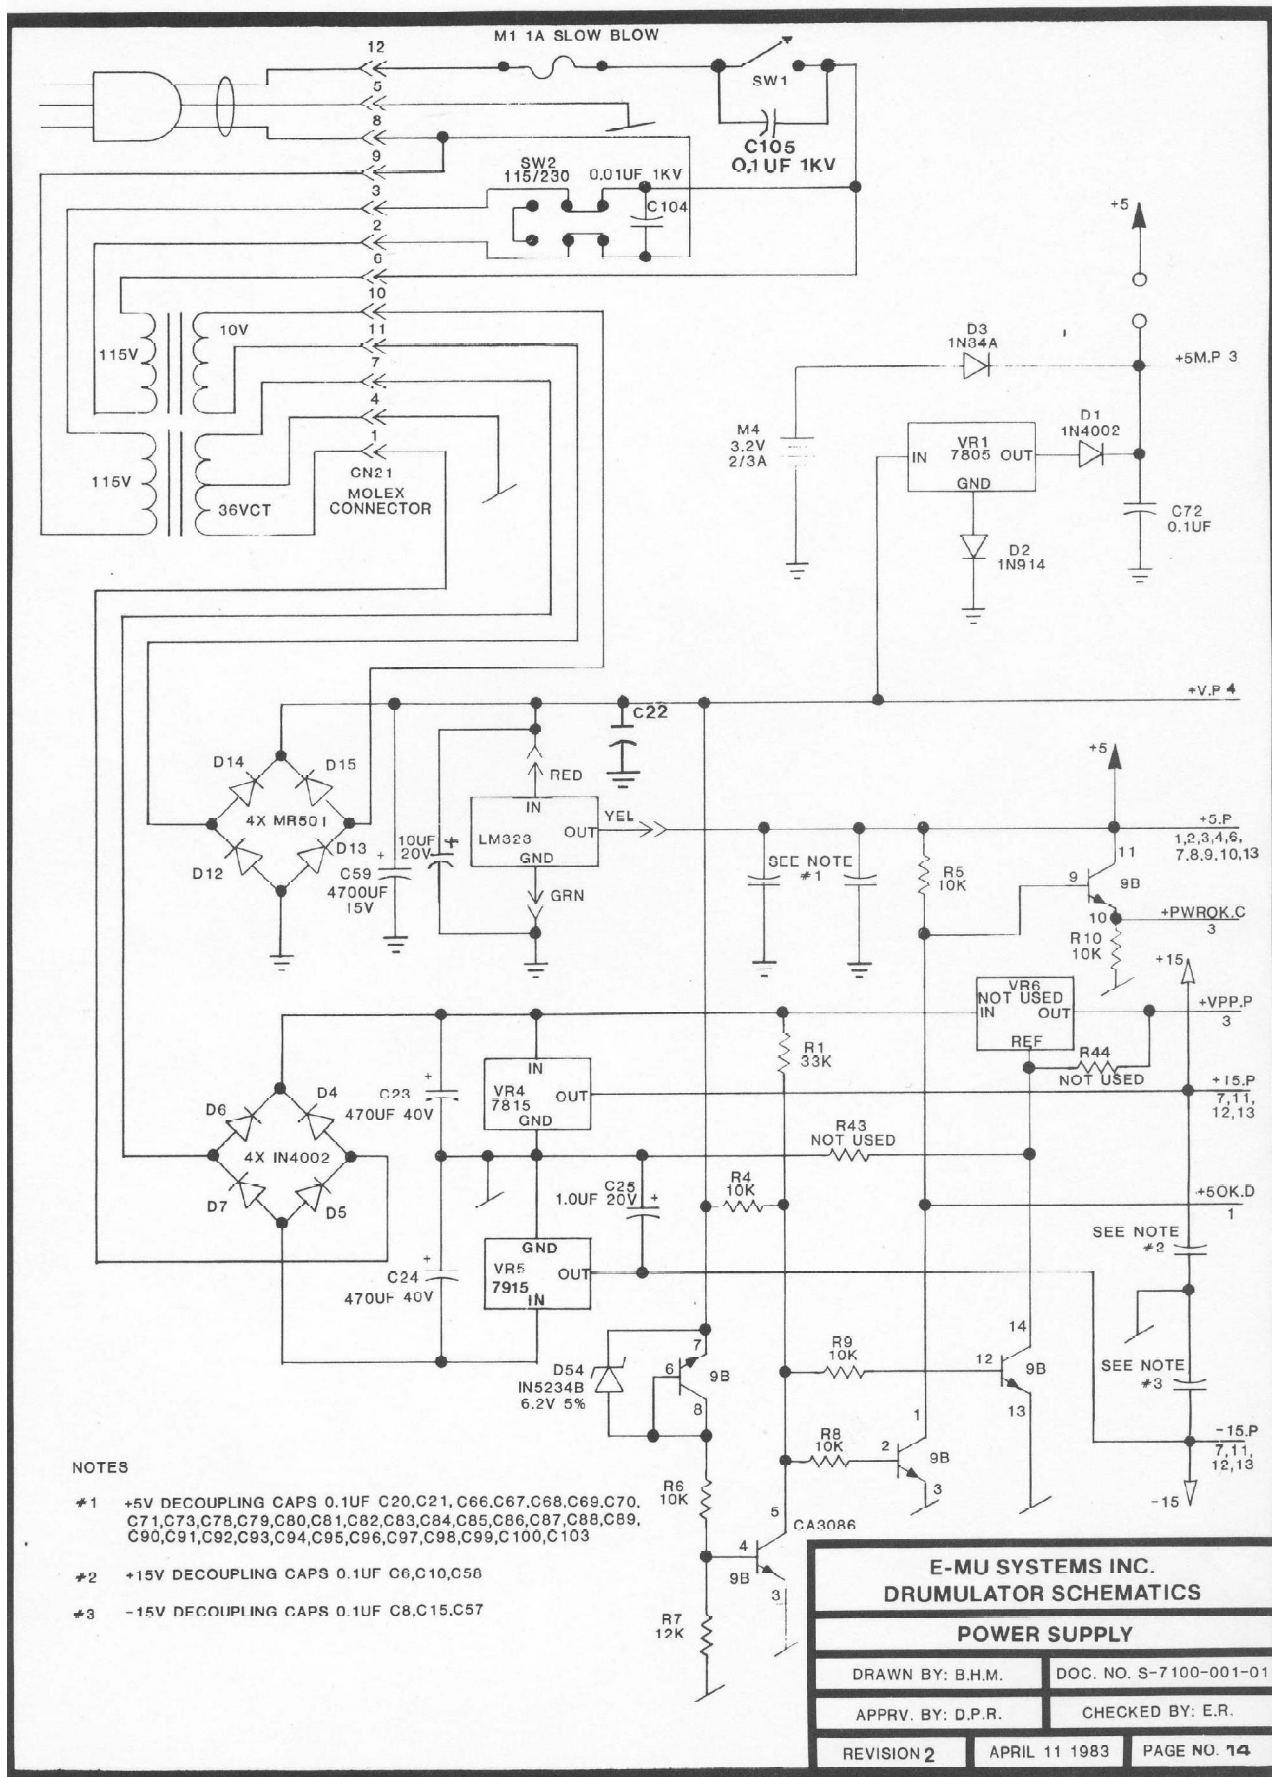 M1 1A SLOW BLOW
12
5
8
9
3
2
6
10
11
7
4
1
SW1
C105
0.1UF 1KV
SW2
115/230
0.01UF 1KV
C104
+5
115V
10V
115V
36VCT
CN21
MOLEX
CONNECTOR
D3
1N34A
+5M.P 3
M4
3.2V
2/3A
IN
VR1
7805
OUT
GND
D1
1N4002
D2
1N914
C72
0.1UF
+V.P 4
C22
D14
D15
4X MR501
D12
D13
C59
4700UF
15V
+
10UF
20V
+
RED
IN
LM323
OUT
GND
YEL
GRN
SEE NOTE
#1
R5
10K
+5
11
9
9B
10
+5.P
1,2,3,4,6,
7,8,9,10,13
+PWROK.C
3
R10
10K
+15
VR6
NOT USED
IN
OUT
REF
+VPP.P
3
R44
NOT USED
+15.P
7,11,
12,13
R1
33K
D6
D4
4X IN4002
D7
D5
+
C23
470UF 40V
IN
VR4
7815
OUT
GND
R43
NOT USED
C25
1.0UF 20V
+
R4
10K
+5OK.D
1
+
C24
470UF 40V
GND
VR5
7915
OUT
IN
SEE NOTE
#2
SEE NOTE
#3
D54
IN5234B
6.2V 5%
7
6
9B
8
R9
10K
14
12
9B
13
R8
10K
1
2
9B
3
-15.P
7,11,
12,13
-15
R6
10K
5
CA3086
4
9B
3
R7
12K
NOTES
#1 +5V DECOUPLING CAPS 0.1UF C20,C21,C66,C67,C68,C69,C70,
C71,C73,C78,C79,C80,C81,C82,C83,C84,C85,C86,C87,C88,C89,
C90,C91,C92,C93,C94,C95,C96,C97,C98,C99,C100,C103
#2 +15V DECOUPLING CAPS 0.1UF C6,C10,C58
#3 -15V DECOUPLING CAPS 0.1UF C8,C15,C57
E-MU SYSTEMS INC.
DRUMULATOR SCHEMATICS
POWER SUPPLY
DRAWN BY: B.H.M.
DOC. NO. S-7100-001-01
APPRV. BY: D.P.R.
CHECKED BY: E.R.
REVISION 2
APRIL 11 1983
PAGE NO. 14